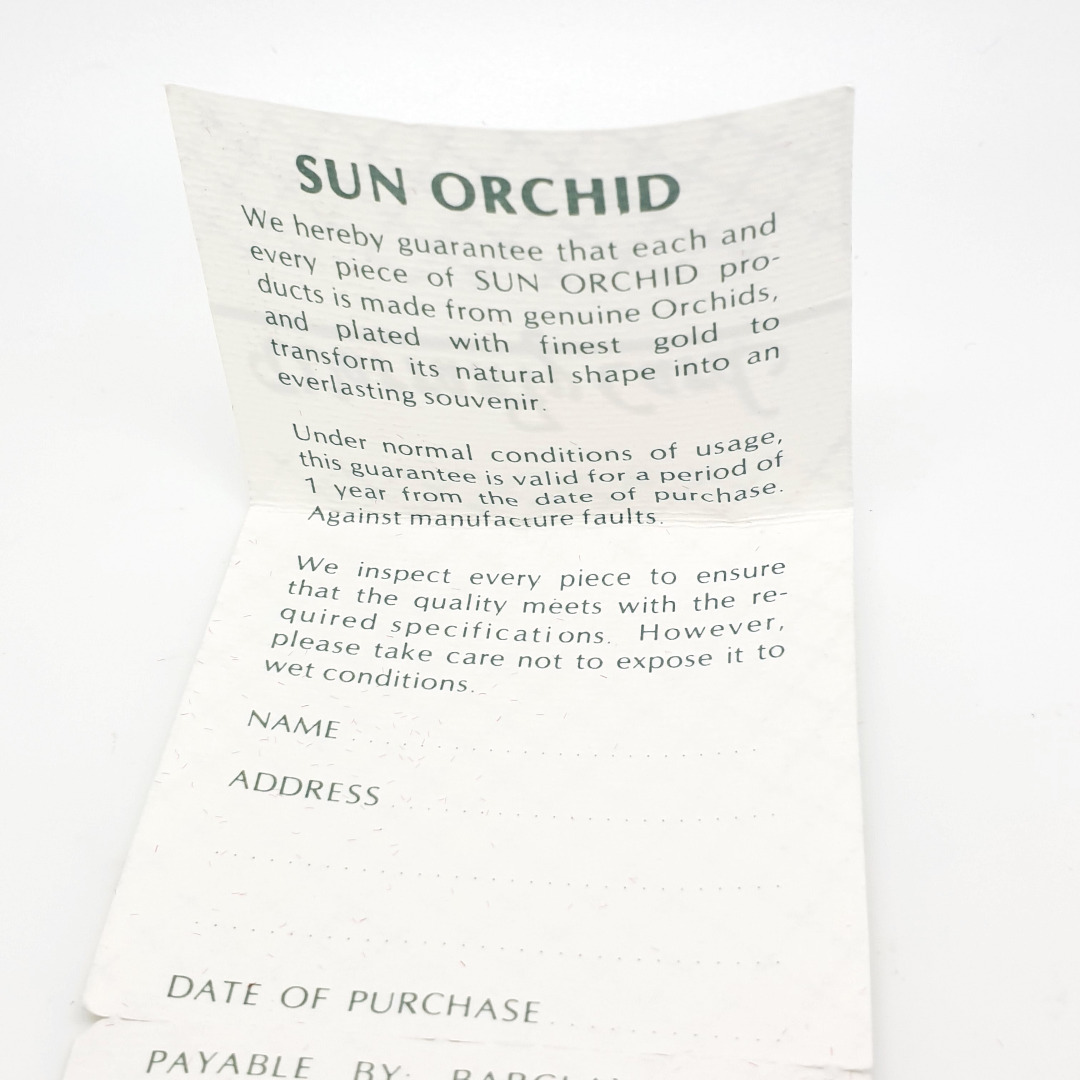 SUN ORCHID
We hereby guarantee that each and
every piece of SUN ORCHID pro-
ducts is made from genuine Orchids,
and plated with finest gold to
transform its natural shape into an
everlasting souvenir.
Under normal conditions of usage,
this guarantee is valid for a period of
1 year from the date of purchase.
Against manufacture faults.
We inspect every piece to ensure
that the quality meets with the re-
quired specifications. However,
please take care not to expose it to
wet conditions.
NAME
ADDRESS
DATE OF PURCHASE
PAYABLE BY: